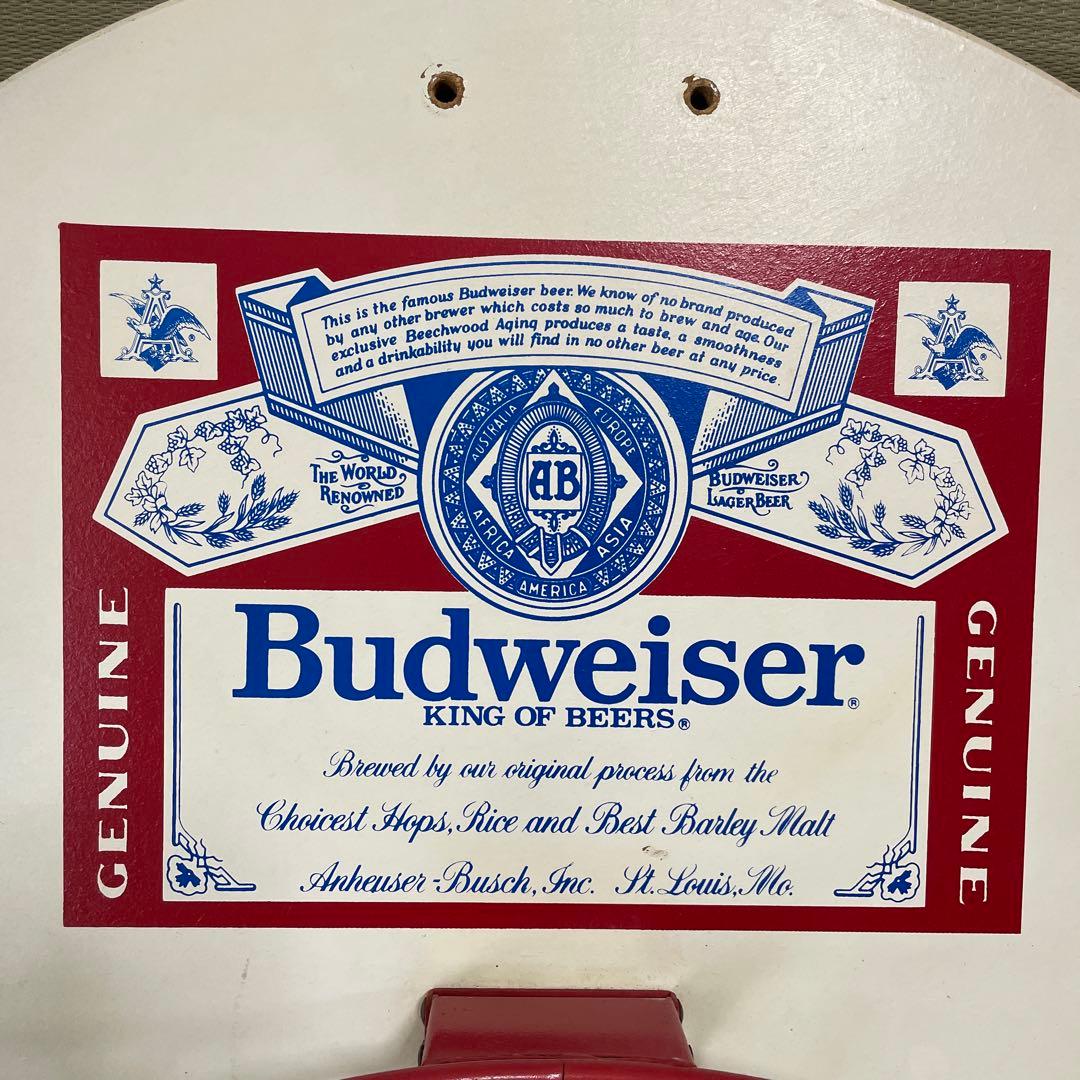 This is the famous Budweiser beer. We know of no brand produced
by any other brewer which costs so much to brew and age. Our
exclusive Beechwood Aging produces a taste, a smoothness
and a drinkability you will find in no other beer at any price.
AUSTRALIA
EUROPE
THE WORLD
RENOWNED
AB
BUDWEISER
LAGER BEER
AFRICA
ASIA
AMERICA
GENUINE
Budweiser®
KING OF BEERS®
Brewed by our original process from the
Choicest Hops, Rice and Best Barley Malt
Anheuser-Busch, Inc. St. Louis, Mo.
GENUINE